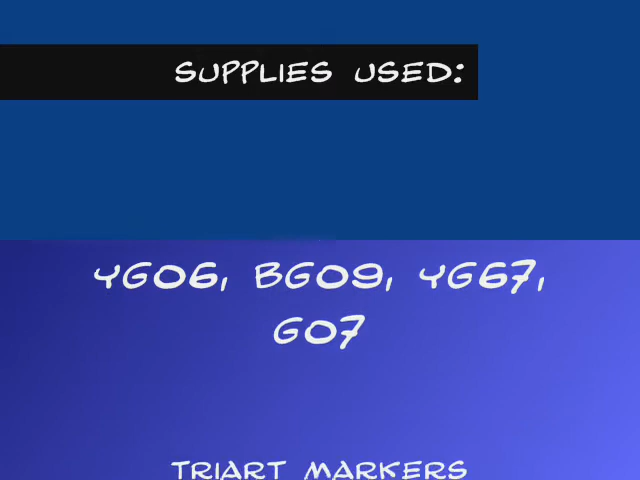 SUPPLIES USED:
YG06, BG09, YG67,
G07
TRIART MARKERS